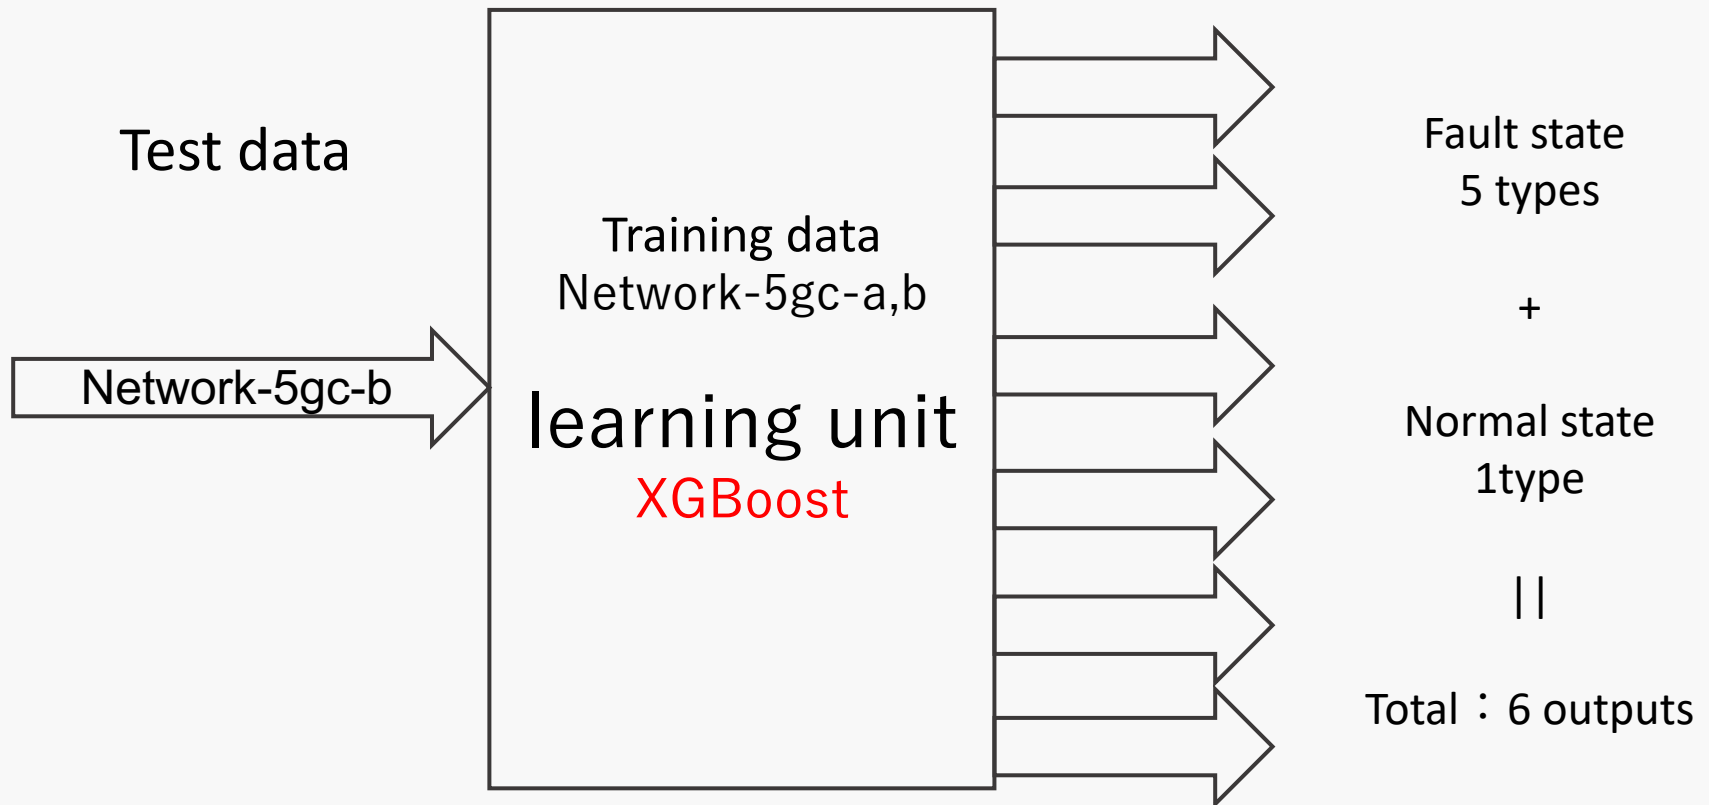 Test data
Network-5gc-b
Training data
Network-5gc-a,b
learning unit
XGBoost
Fault state
5 types
+
Normal state
1type
||
Total：6 outputs